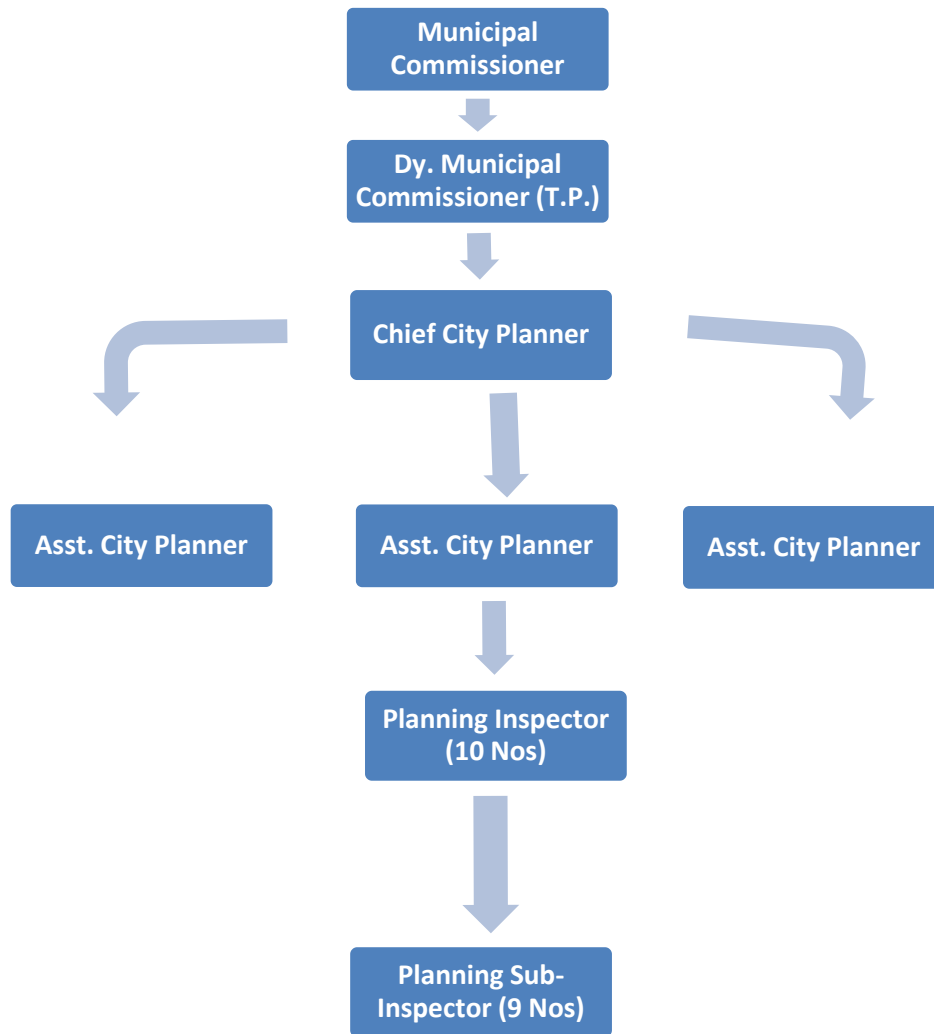 Municipal
Commissioner
Dy. Municipal
Commissioner (T.P.)
Chief City Planner
Asst. City Planner
Asst. City Planner
Asst. City Planner
Planning Inspector
(10 Nos)
Planning Sub-
Inspector (9 Nos)